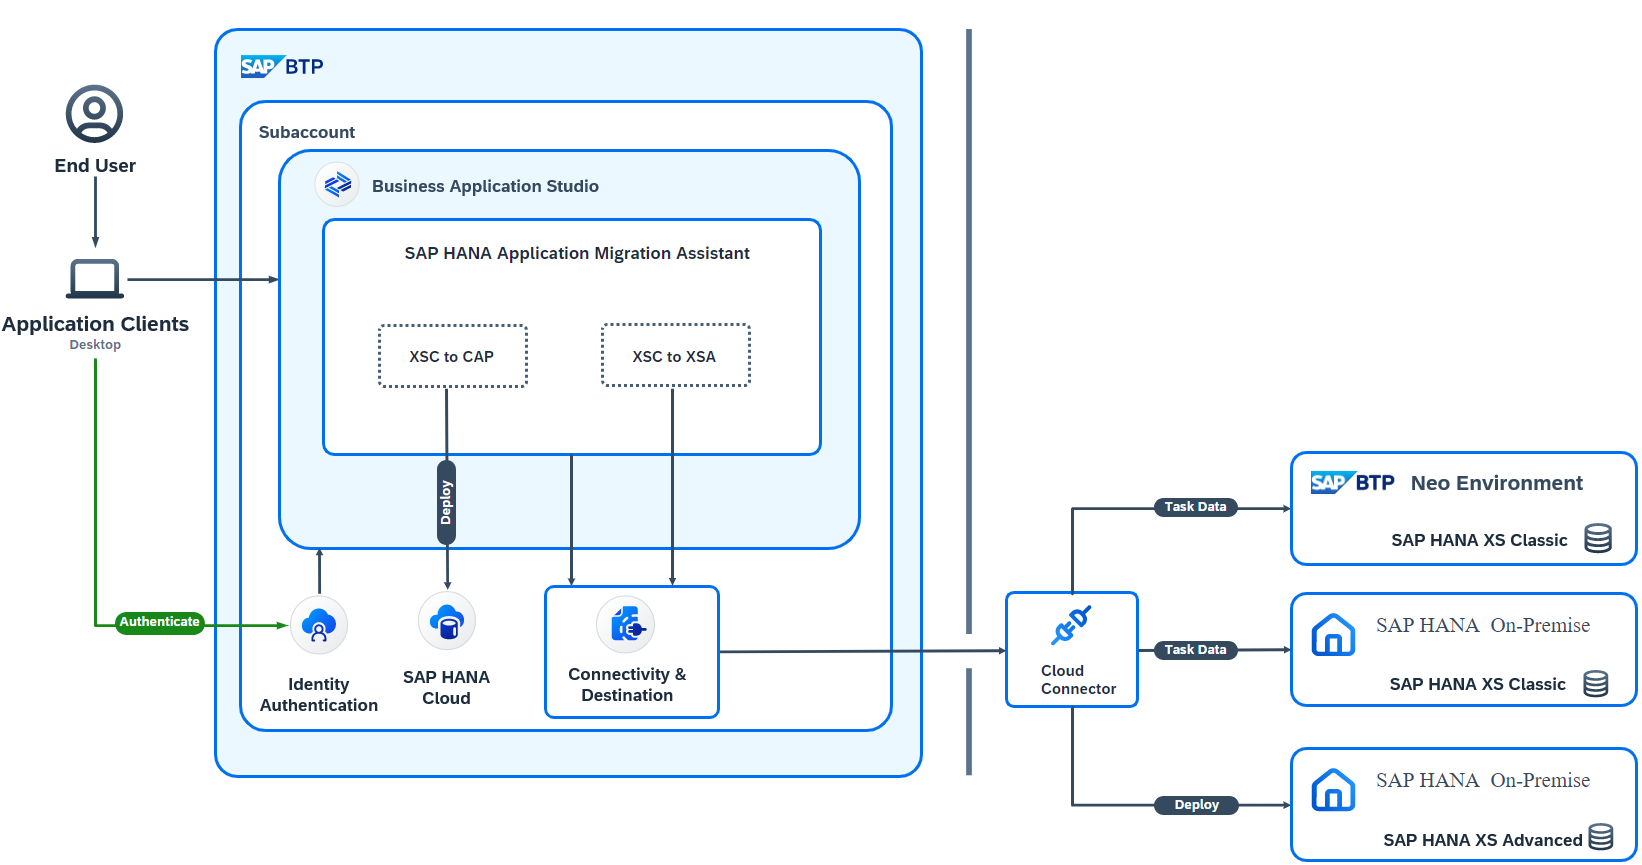 SAP BTP
Subaccount
End User
Business Application Studio
SAP HANA Application Migration Assistant
Application Clients
Desktop
XSC to CAP
XSC to XSA
Deploy
Authenticate
Identity
Authentication
SAP HANA
Cloud
Connectivity &
Destination
Cloud
Connector
Task Data
SAP BTP Neo Environment
SAP HANA XS Classic
Task Data
SAP HANA On-Premise
SAP HANA XS Classic
Deploy
SAP HANA On-Premise
SAP HANA XS Advanced